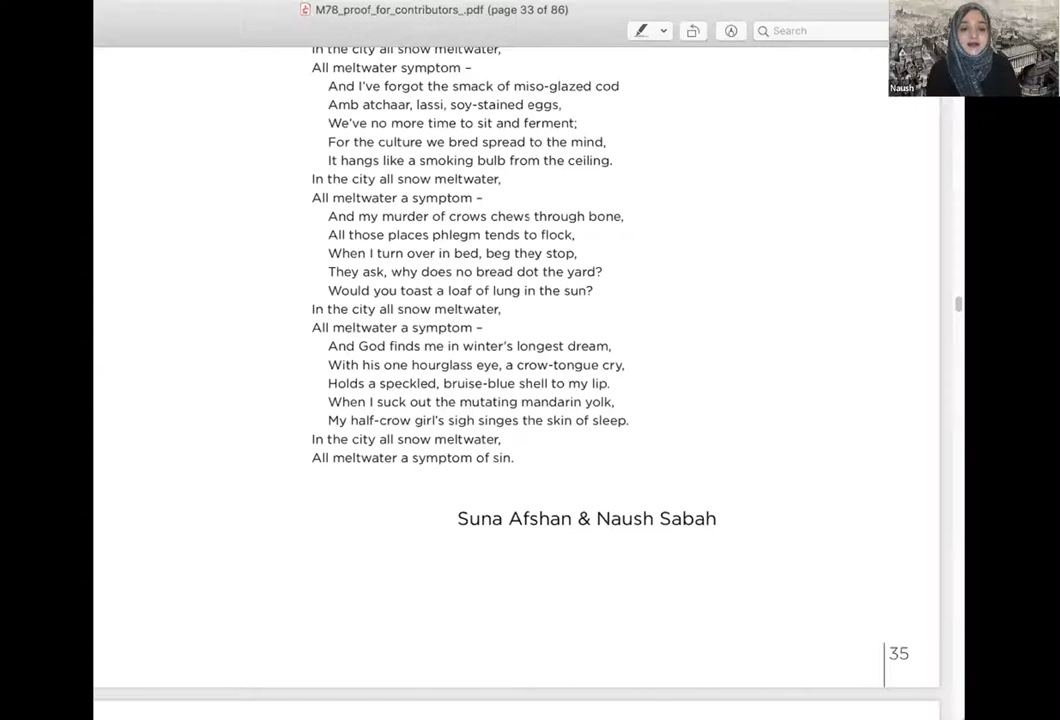 M78_proof_for_contributors_.pdf (page 33 of 86)
Search
Naush
In the city all snow meltwater,
All meltwater symptom –
And I've forgot the smack of miso-glazed cod
Amb atchaar, lassi, soy-stained eggs,
We've no more time to sit and ferment;
For the culture we bred spread to the mind,
It hangs like a smoking bulb from the ceiling.
In the city all snow meltwater,
All meltwater a symptom –
And my murder of crows chews through bone,
All those places phlegm tends to flock,
When I turn over in bed, beg they stop,
They ask, why does no bread dot the yard?
Would you toast a loaf of lung in the sun?
In the city all snow meltwater,
All meltwater a symptom –
And God finds me in winter's longest dream,
With his one hourglass eye, a crow-tongue cry,
Holds a speckled, bruise-blue shell to my lip.
When I suck out the mutating mandarin yolk,
My half-crow girl's sigh singes the skin of sleep.
In the city all snow meltwater,
All meltwater a symptom of sin.
Suna Afshan & Naush Sabah
35